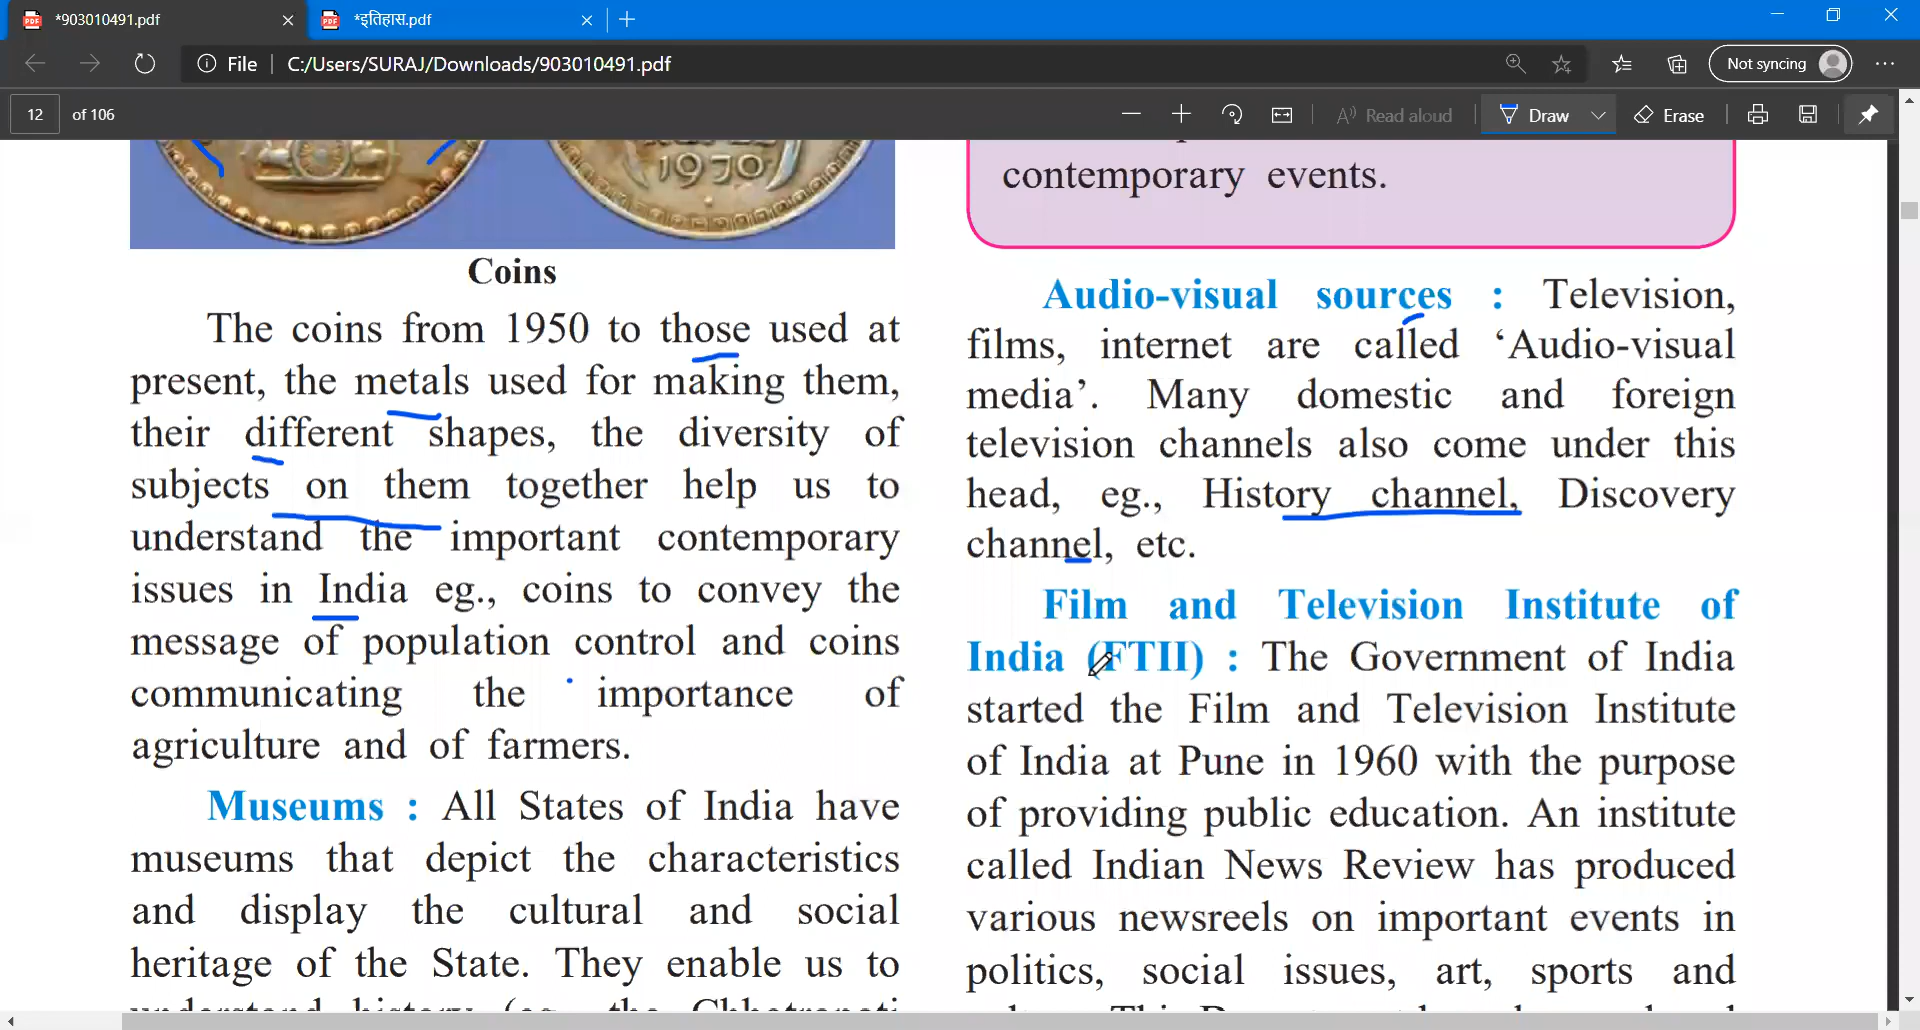 *903010491.pdf
*इतिहास.pdf
File
C:/Users/SURAJ/Downloads/903010491.pdf
Not syncing
12 of 106
Read aloud
Draw
Erase
1970
Coins
The coins from 1950 to those used at
present, the metals used for making them,
their different shapes, the diversity of
subjects on them together help us to
understand the important contemporary
issues in India eg., coins to convey the
message of population control and coins
communicating the importance of
agriculture and of farmers.
Museums : All States of India have
museums that depict the characteristics
and display the cultural and social
heritage of the State. They enable us to
contemporary events.
Audio-visual sources : Television,
films, internet are called ‘Audio-visual
media’. Many domestic and foreign
television channels also come under this
head, eg., History channel, Discovery
channel, etc.
Film and Television Institute of
India (FTII) : The Government of India
started the Film and Television Institute
of India at Pune in 1960 with the purpose
of providing public education. An institute
called Indian News Review has produced
various newsreels on important events in
politics, social issues, art, sports and